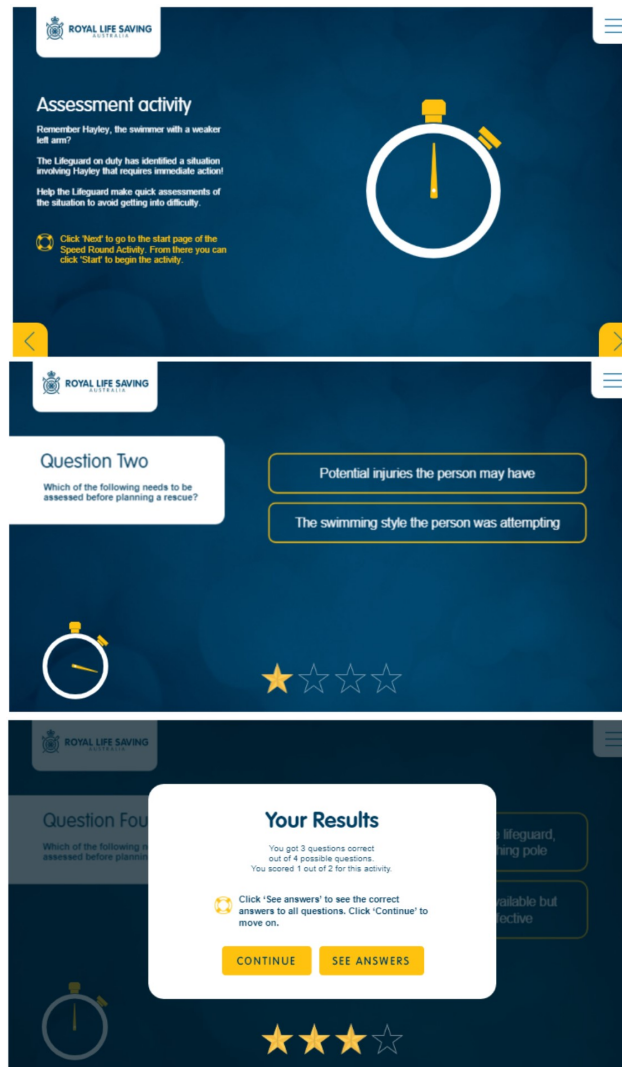 ROYAL LIFE SAVING
AUSTRALIA
Assessment activity
Remember Hayley, the swimmer with a weaker
left arm?
The Lifeguard on duty has identified a situation
involving Hayley that requires immediate action!
Help the Lifeguard make quick assessments of
the situation to avoid getting into difficulty.
Click 'Next' to go to the start page of the
Speed Round Activity. From there you can
click 'Start' to begin the activity.
ROYAL LIFE SAVING
AUSTRALIA
Question Two
Which of the following needs to be
assessed before planning a rescue?
Potential injuries the person may have
The swimming style the person was attempting
ROYAL LIFE SAVING
AUSTRALIA
Question Fou
Which of the following n
assessed before plannin
e lifeguard,
hing pole
vailable but
fective
Your Results
You got 3 questions correct
out of 4 possible questions.
You scored 1 out of 2 for this activity.
Click 'See answers' to see the correct
answers to all questions. Click 'Continue' to
move on.
CONTINUE
SEE ANSWERS